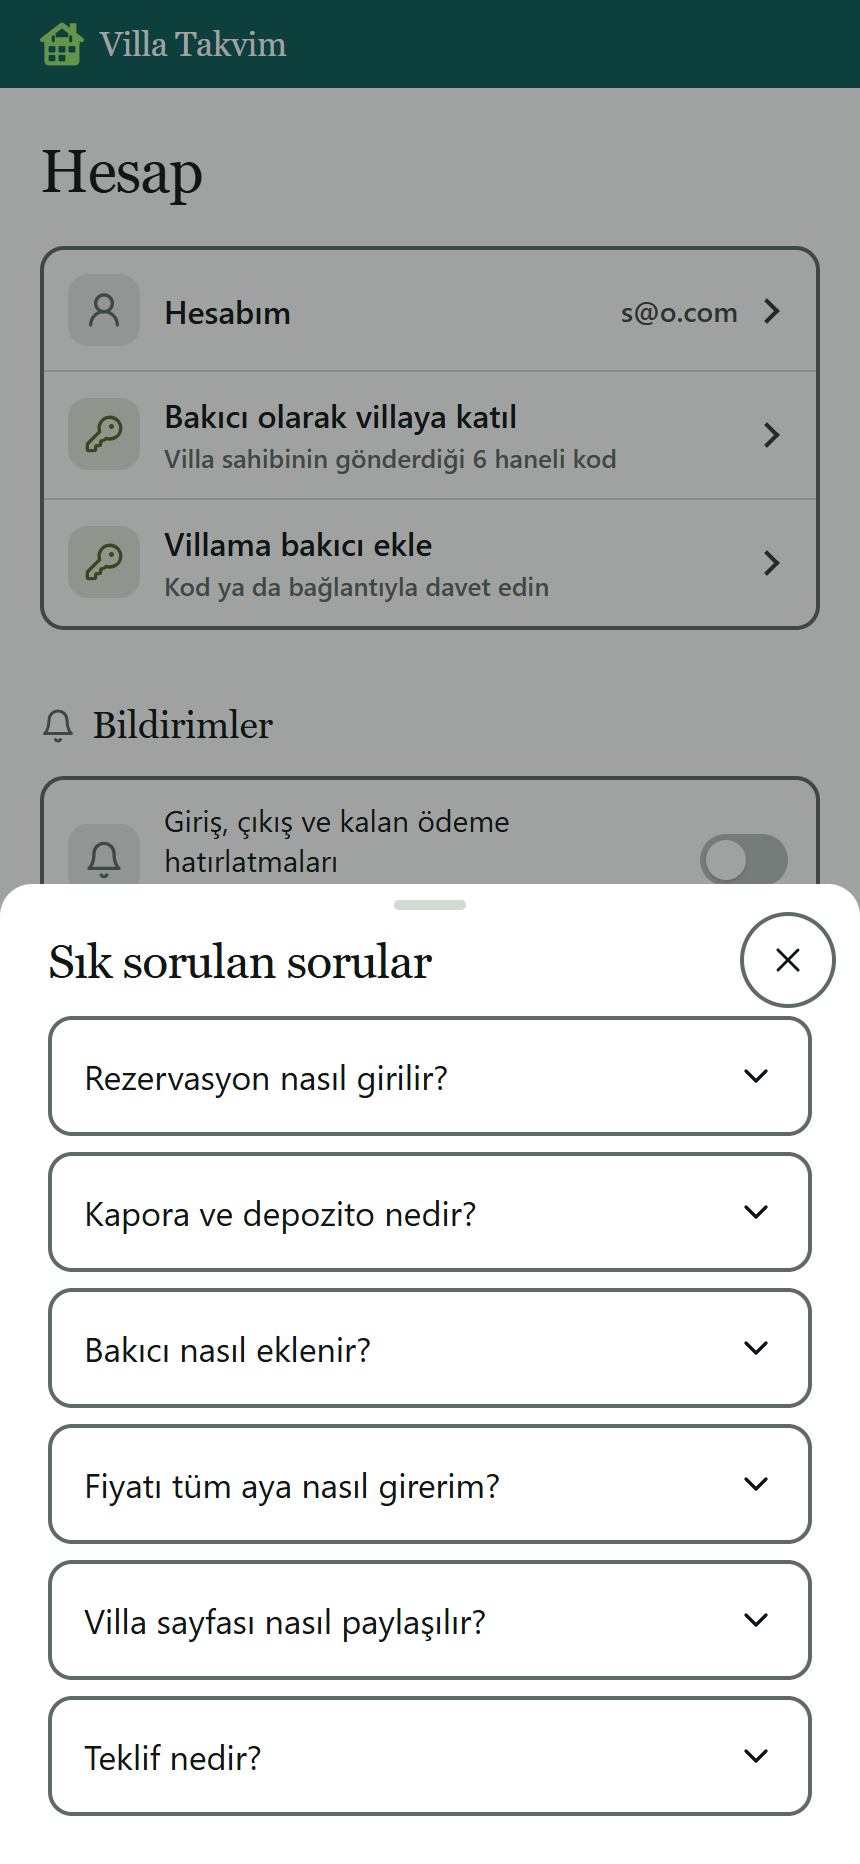 Villa Takvim
Hesap
Hesabım
s@o.com
Bakıcı olarak villaya katıl
Villa sahibinin gönderdiği 6 haneli kod
Villama bakıcı ekle
Kod ya da bağlantıyla davet edin
Bildirimler
Giriş, çıkış ve kalan ödeme
hatırlatmaları
Sık sorulan sorular
Rezervasyon nasıl girilir?
Kapora ve depozito nedir?
Bakıcı nasıl eklenir?
Fiyatı tüm aya nasıl girerim?
Villa sayfası nasıl paylaşılır?
Teklif nedir?